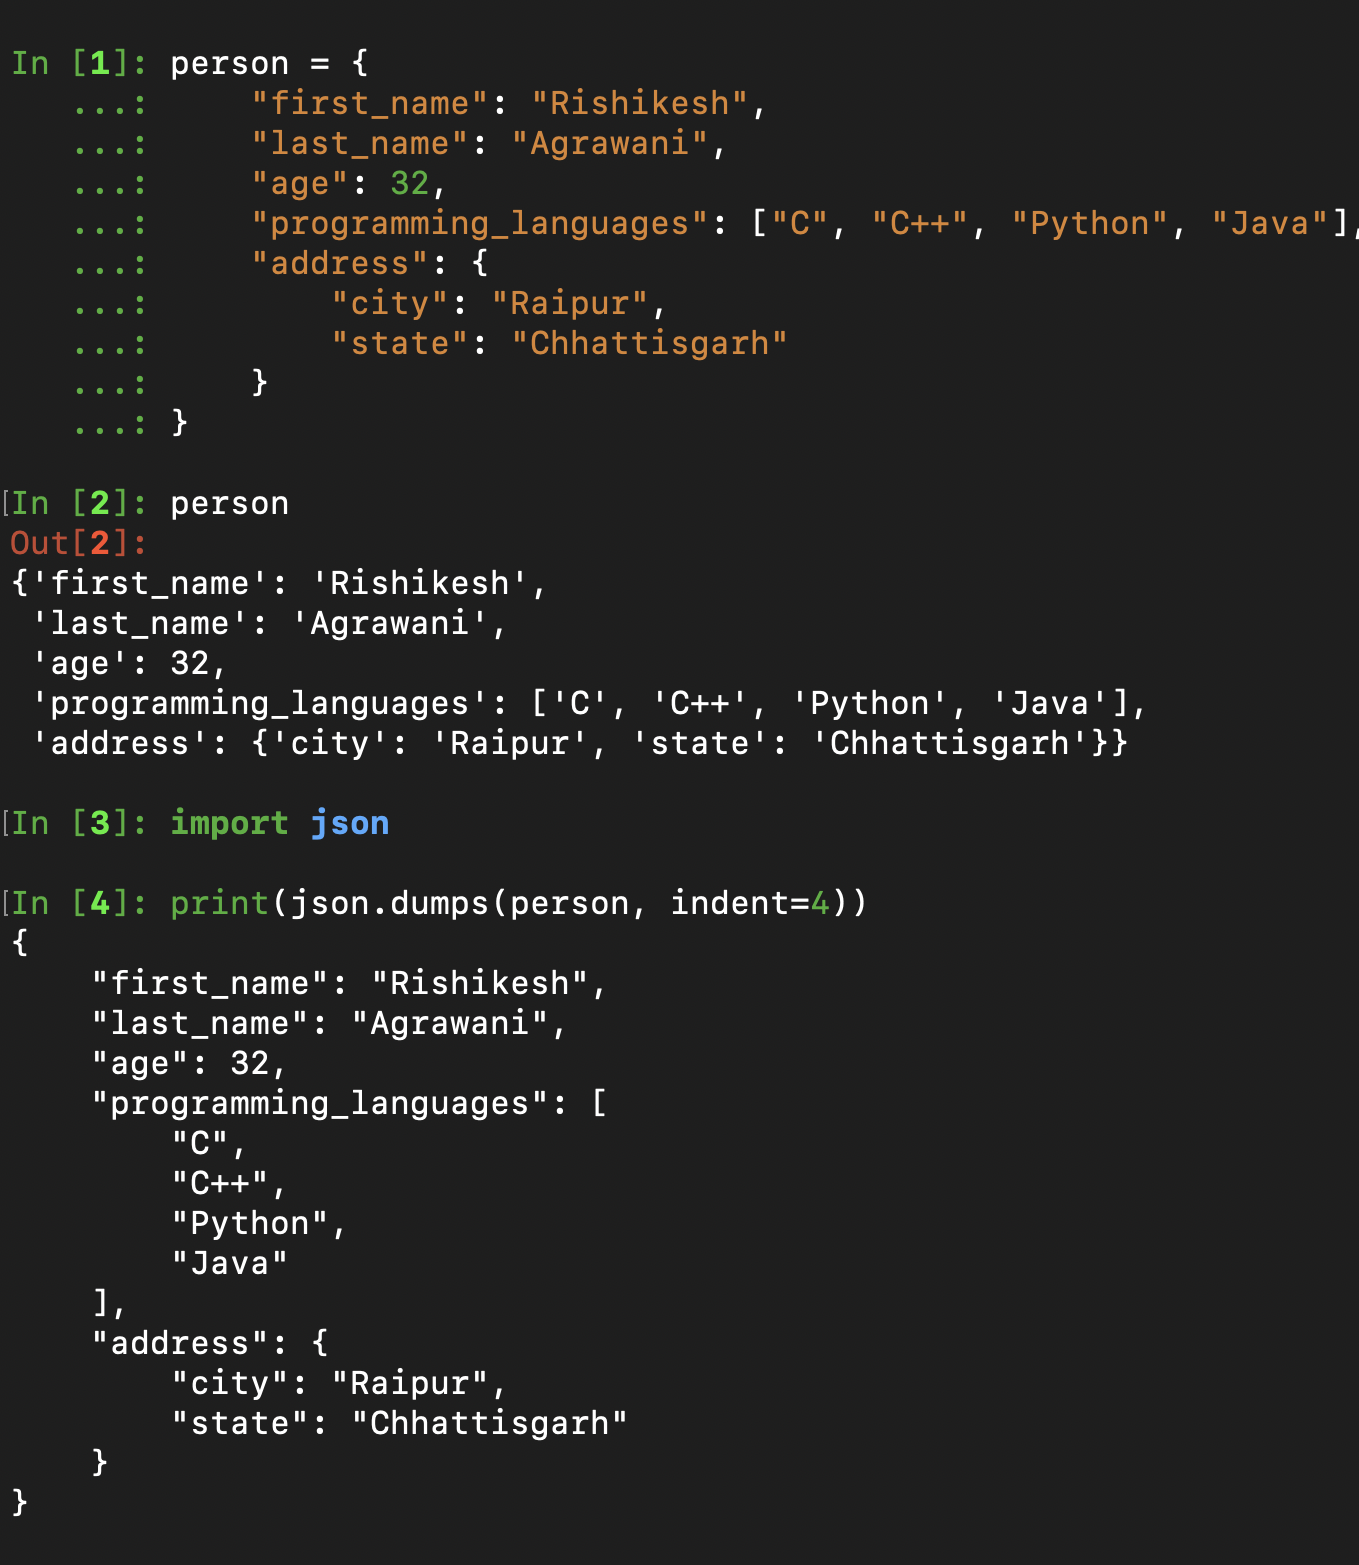 In [1]: person = {
   ...:     "first_name": "Rishikesh",
   ...:     "last_name": "Agrawani",
   ...:     "age": 32,
   ...:     "programming_languages": ["C", "C++", "Python", "Java"],
   ...:     "address": {
   ...:         "city": "Raipur",
   ...:         "state": "Chhattisgarh"
   ...:     }
   ...: }
[In [2]: person
Out[2]:
{'first_name': 'Rishikesh',
 'last_name': 'Agrawani',
 'age': 32,
 'programming_languages': ['C', 'C++', 'Python', 'Java'],
 'address': {'city': 'Raipur', 'state': 'Chhattisgarh'}}
[In [3]: import json
[In [4]: print(json.dumps(person, indent=4))
{
    "first_name": "Rishikesh",
    "last_name": "Agrawani",
    "age": 32,
    "programming_languages": [
        "C",
        "C++",
        "Python",
        "Java"
    ],
    "address": {
        "city": "Raipur",
        "state": "Chhattisgarh"
    }
}